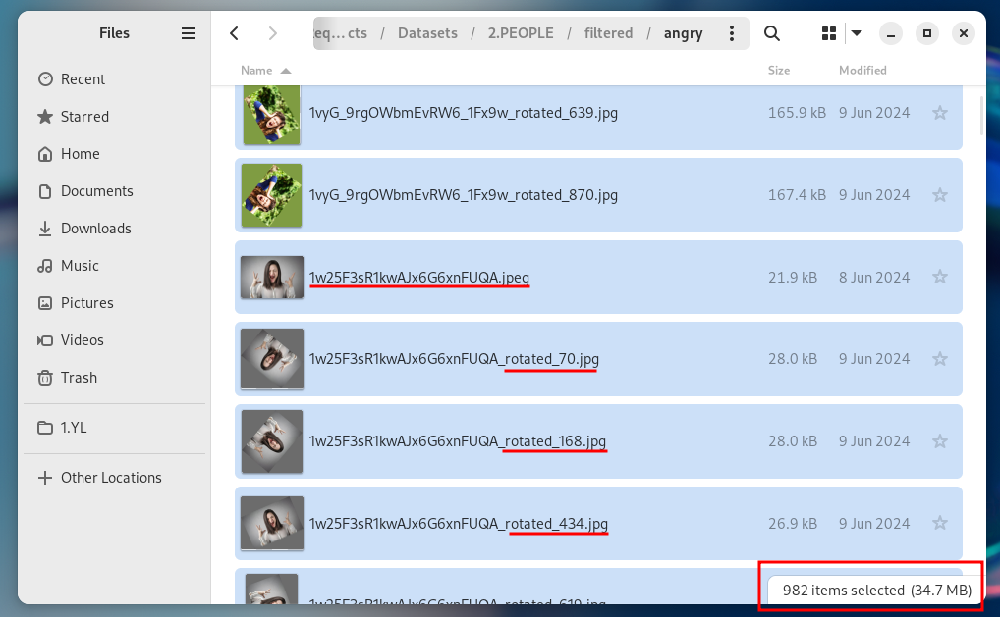 Files
eq...cts / Datasets / 2.PEOPLE / filtered / angry
Name Size Modified
Recent
Starred
Home
Documents
Downloads
Music
Pictures
Videos
Trash
1.YL
Other Locations
1vyG_9rgOWbmEvRW6_1Fx9w_rotated_639.jpg 165.9 kB 9 Jun 2024
1vyG_9rgOWbmEvRW6_1Fx9w_rotated_870.jpg 167.4 kB 9 Jun 2024
1w25F3sR1kwAJx6G6xnFUQA.jpeg 21.9 kB 8 Jun 2024
1w25F3sR1kwAJx6G6xnFUQA_rotated_70.jpg 28.0 kB 9 Jun 2024
1w25F3sR1kwAJx6G6xnFUQA_rotated_168.jpg 28.0 kB 9 Jun 2024
1w25F3sR1kwAJx6G6xnFUQA_rotated_434.jpg 26.9 kB 9 Jun 2024
1w25F3sR1kwAJx6G6xnFUQA_rotated_619.jpg
982 items selected (34.7 MB)